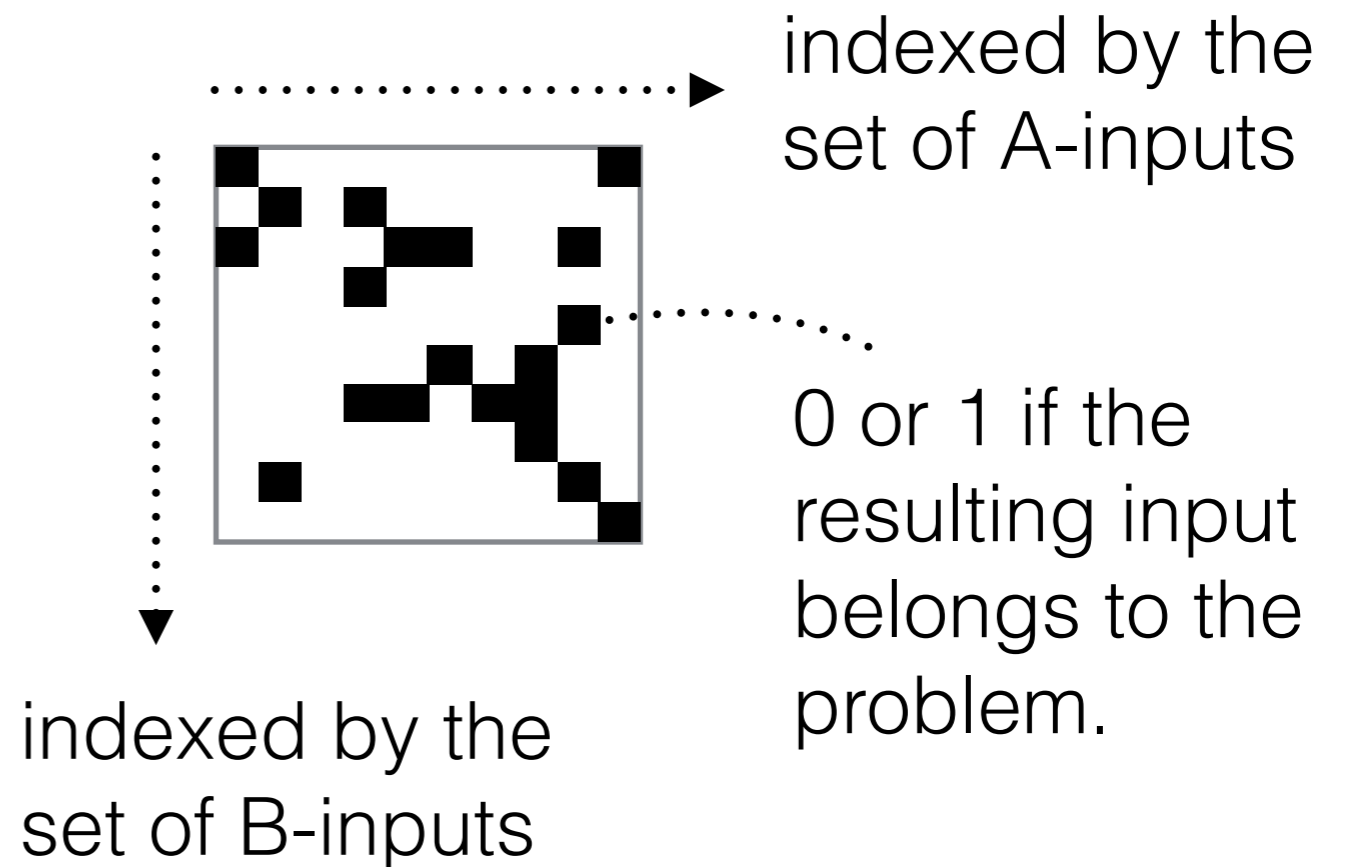 indexed by the
set of A-inputs
0 or 1 if the
resulting input
belongs to the
problem.
indexed by the
set of B-inputs